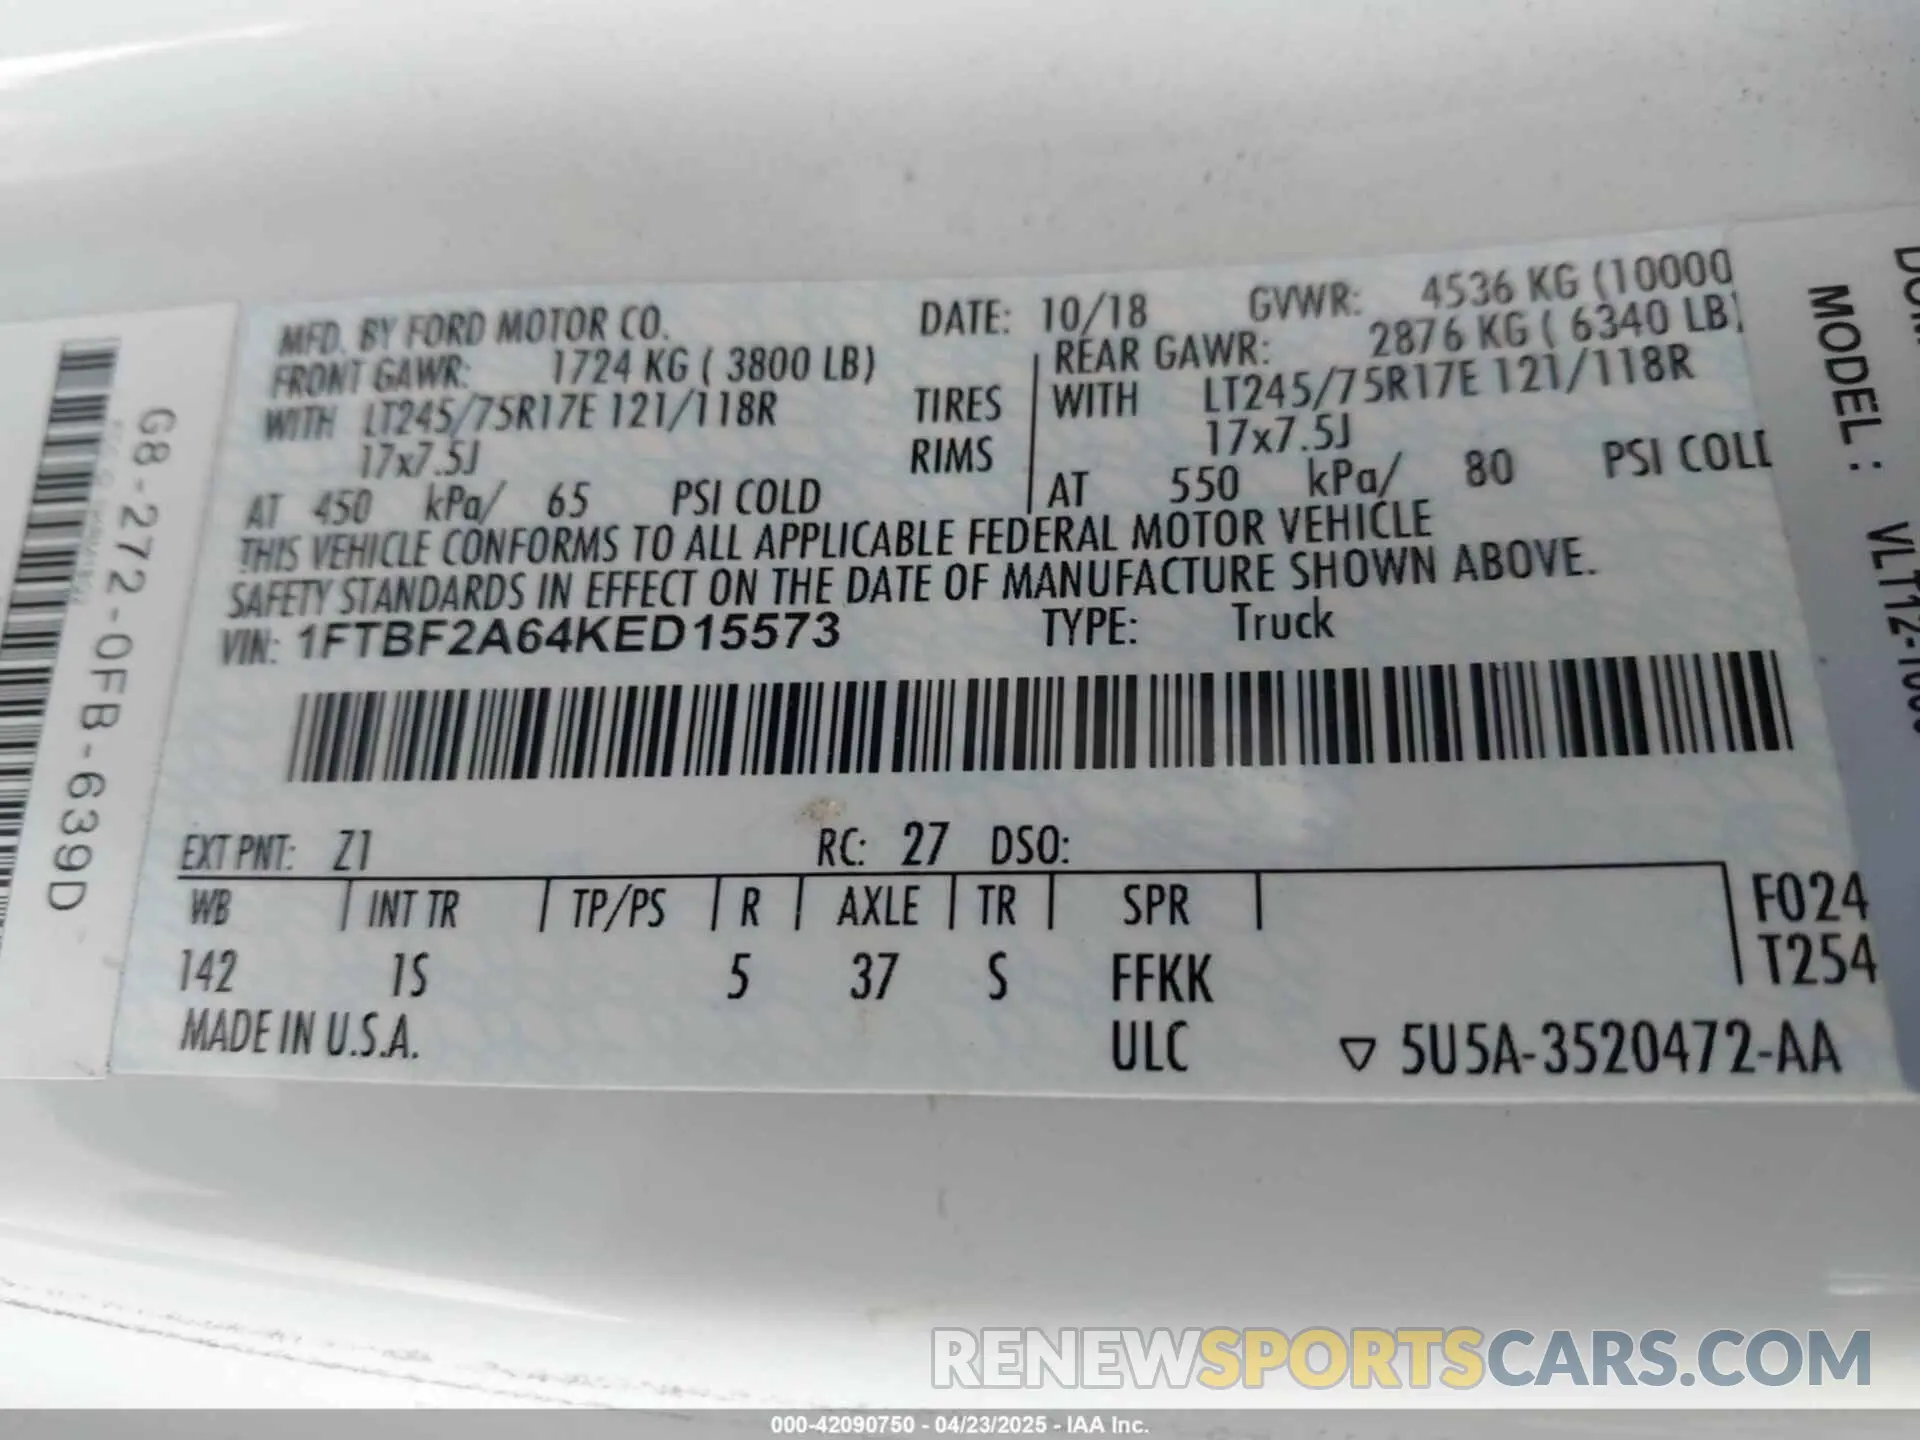 MFD. BY FORD MOTOR CO. DATE: 10/18 GVWR: 4536 KG (10000
FRONT GAWR: 1724 KG ( 3800 LB) REAR GAWR: 2876 KG ( 6340 LB)
WITH LT245/75R17E 121/118R TIRES WITH LT245/75R17E 121/118R
17x7.5J RIMS 17x7.5J
AT 450 kPa/ 65 PSI COLD AT 550 kPa/ 80 PSI COLD
THIS VEHICLE CONFORMS TO ALL APPLICABLE FEDERAL MOTOR VEHICLE
SAFETY STANDARDS IN EFFECT ON THE DATE OF MANUFACTURE SHOWN ABOVE.
VIN: 1FTBF2A64KED15573 TYPE: Truck
EXT PNT: Z1 RC: 27 DSO:
WB INT TR TP/PS R AXLE TR SPR F024
142 1S 5 37 S FFKK T254
MADE IN U.S.A. ULC ▽ 5U5A-3520472-AA
G8-272-0FB-639D
MODEL:
RENEWSPORTSCARS.COM
000-42090750 - 04/23/2025 - IAA Inc.